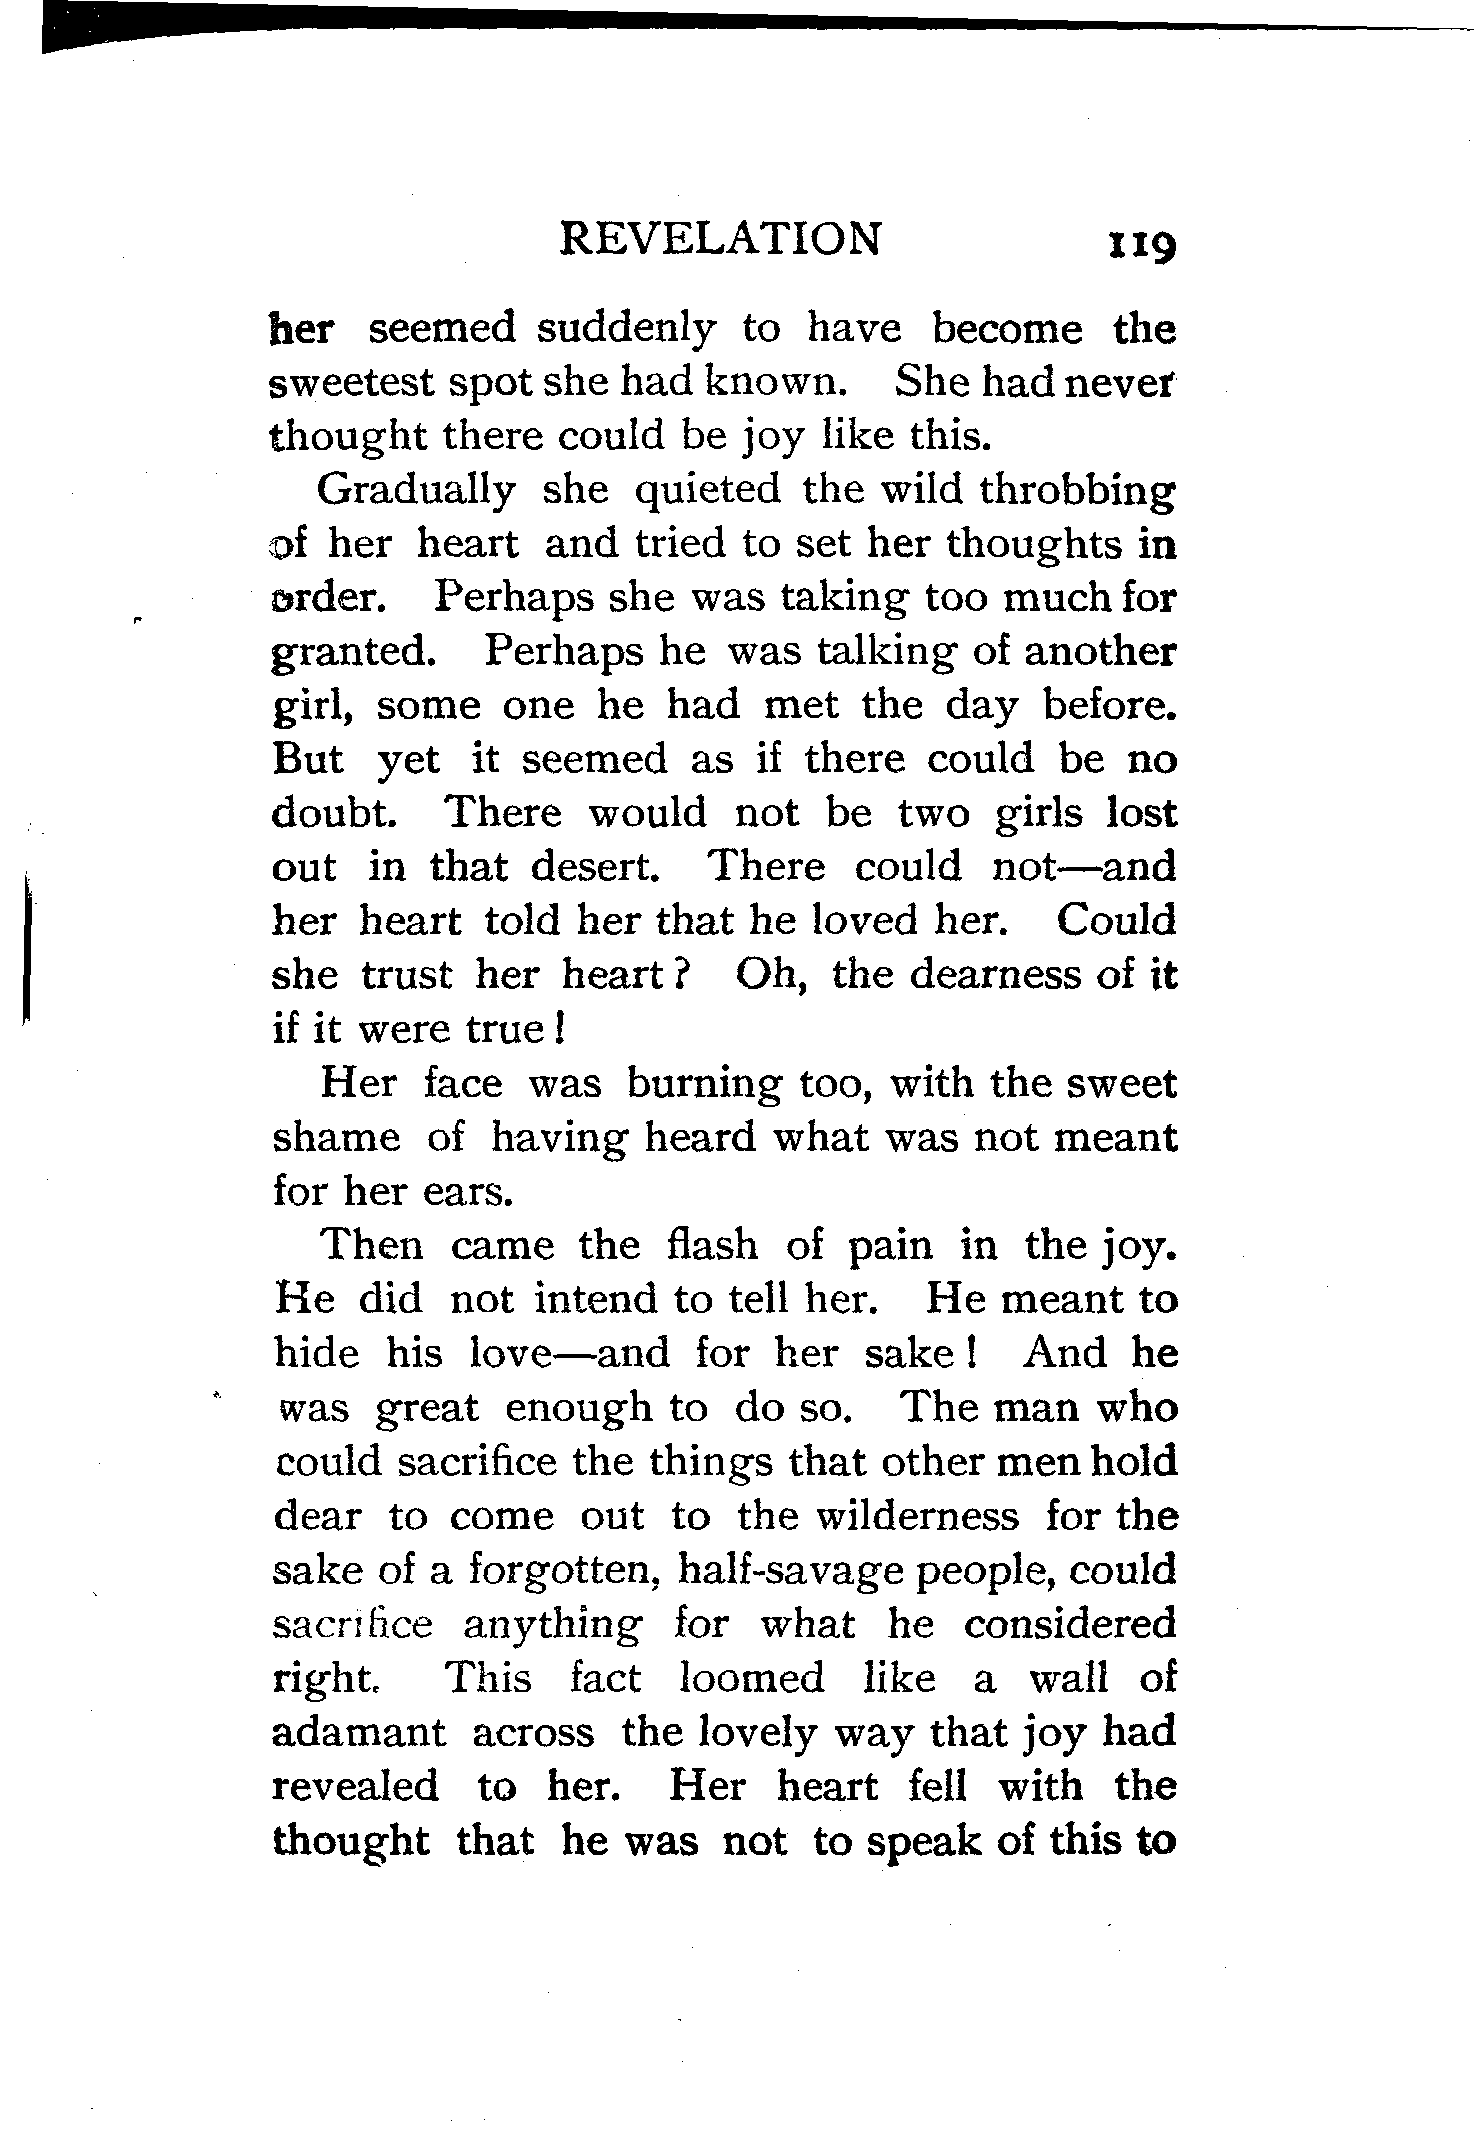 REVELATION 119
her seemed suddenly to have become the
sweetest spot she had known. She had never
thought there could be joy like this.
Gradually she quieted the wild throbbing
of her heart and tried to set her thoughts in
order. Perhaps she was taking too much for
granted. Perhaps he was talking of another
girl, some one he had met the day before.
But yet it seemed as if there could be no
doubt. There would not be two girls lost
out in that desert. There could not—and
her heart told her that he loved her. Could
she trust her heart? Oh, the dearness of it
if it were true!
Her face was burning too, with the sweet
shame of having heard what was not meant
for her ears.
Then came the flash of pain in the joy.
He did not intend to tell her. He meant to
hide his love—and for her sake! And he
was great enough to do so. The man who
could sacrifice the things that other men hold
dear to come out to the wilderness for the
sake of a forgotten, half-savage people, could
sacrifice anything for what he considered
right. This fact loomed like a wall of
adamant across the lovely way that joy had
revealed to her. Her heart fell with the
thought that he was not to speak of this to